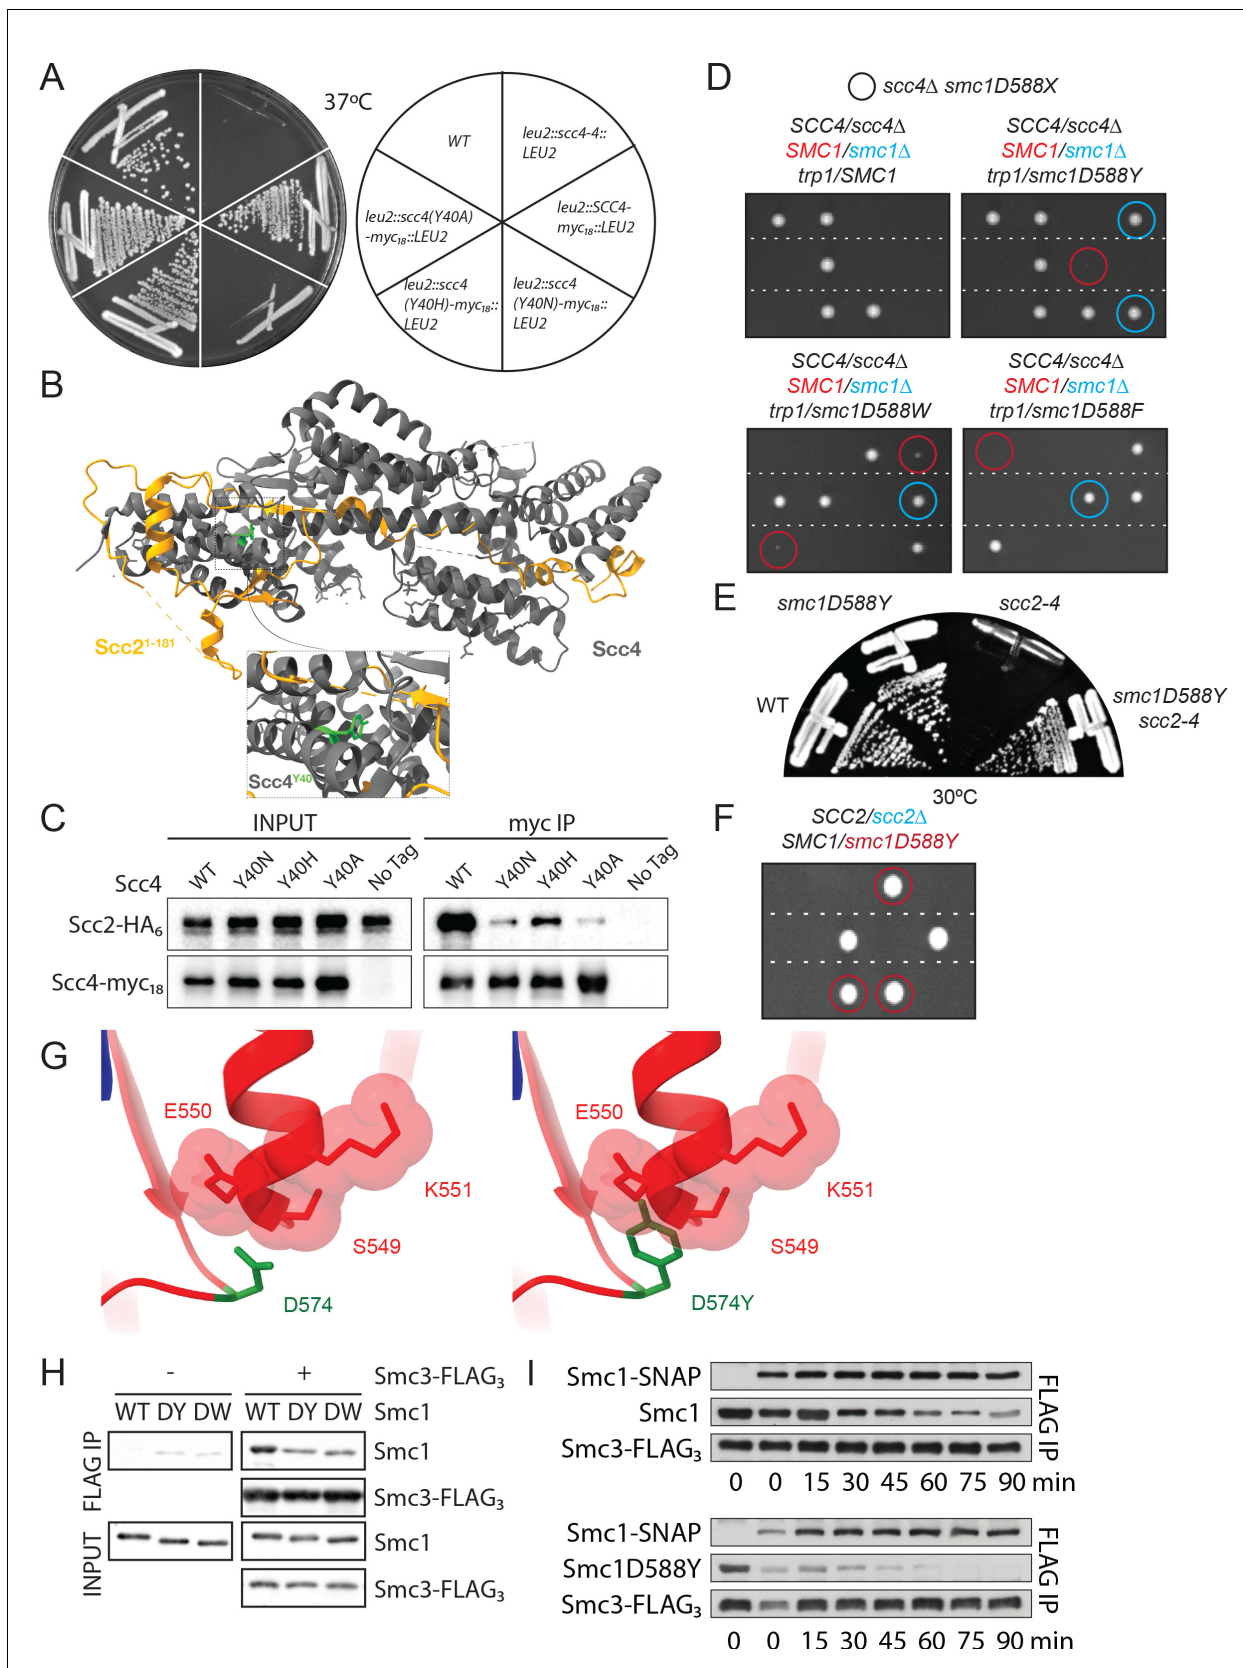 A
37ºC
WT
leu2::scc4-4::
LEU2
leu2::scc4(Y40A)
-myc₁₈::LEU2
leu2::SCC4-
myc₁₈::LEU2
leu2::scc4
(Y40H)-myc₁₈::
LEU2
leu2::scc4
(Y40N)-myc₁₈::
LEU2
B
Scc2¹⁻¹⁸¹
Scc4
Scc4ʸ⁴⁰
C
INPUT
myc IP
Scc4
WT Y40N Y40H Y40A No Tag
WT Y40N Y40H Y40A No Tag
Scc2-HA₆
Scc4-myc₁₈
D
scc4Δ smc1D588X
SCC4/scc4Δ
SMC1/smc1Δ
trp1/SMC1
SCC4/scc4Δ
SMC1/smc1Δ
trp1/smc1D588Y
SCC4/scc4Δ
SMC1/smc1Δ
trp1/smc1D588W
SCC4/scc4Δ
SMC1/smc1Δ
trp1/smc1D588F
E
smc1D588Y
scc2-4
WT
smc1D588Y
scc2-4
30ºC
F
SCC2/scc2Δ
SMC1/smc1D588Y
G
E550
K551
S549
D574
E550
K551
S549
D574Y
H
- + Smc3-FLAG₃
WT DY DW WT DY DW Smc1
FLAG IP
Smc1
Smc3-FLAG₃
INPUT
Smc1
Smc3-FLAG₃
I
Smc1-SNAP
Smc1
Smc3-FLAG₃
FLAG IP
0 0 15 30 45 60 75 90 min
Smc1-SNAP
Smc1D588Y
Smc3-FLAG₃
FLAG IP
0 0 15 30 45 60 75 90 min